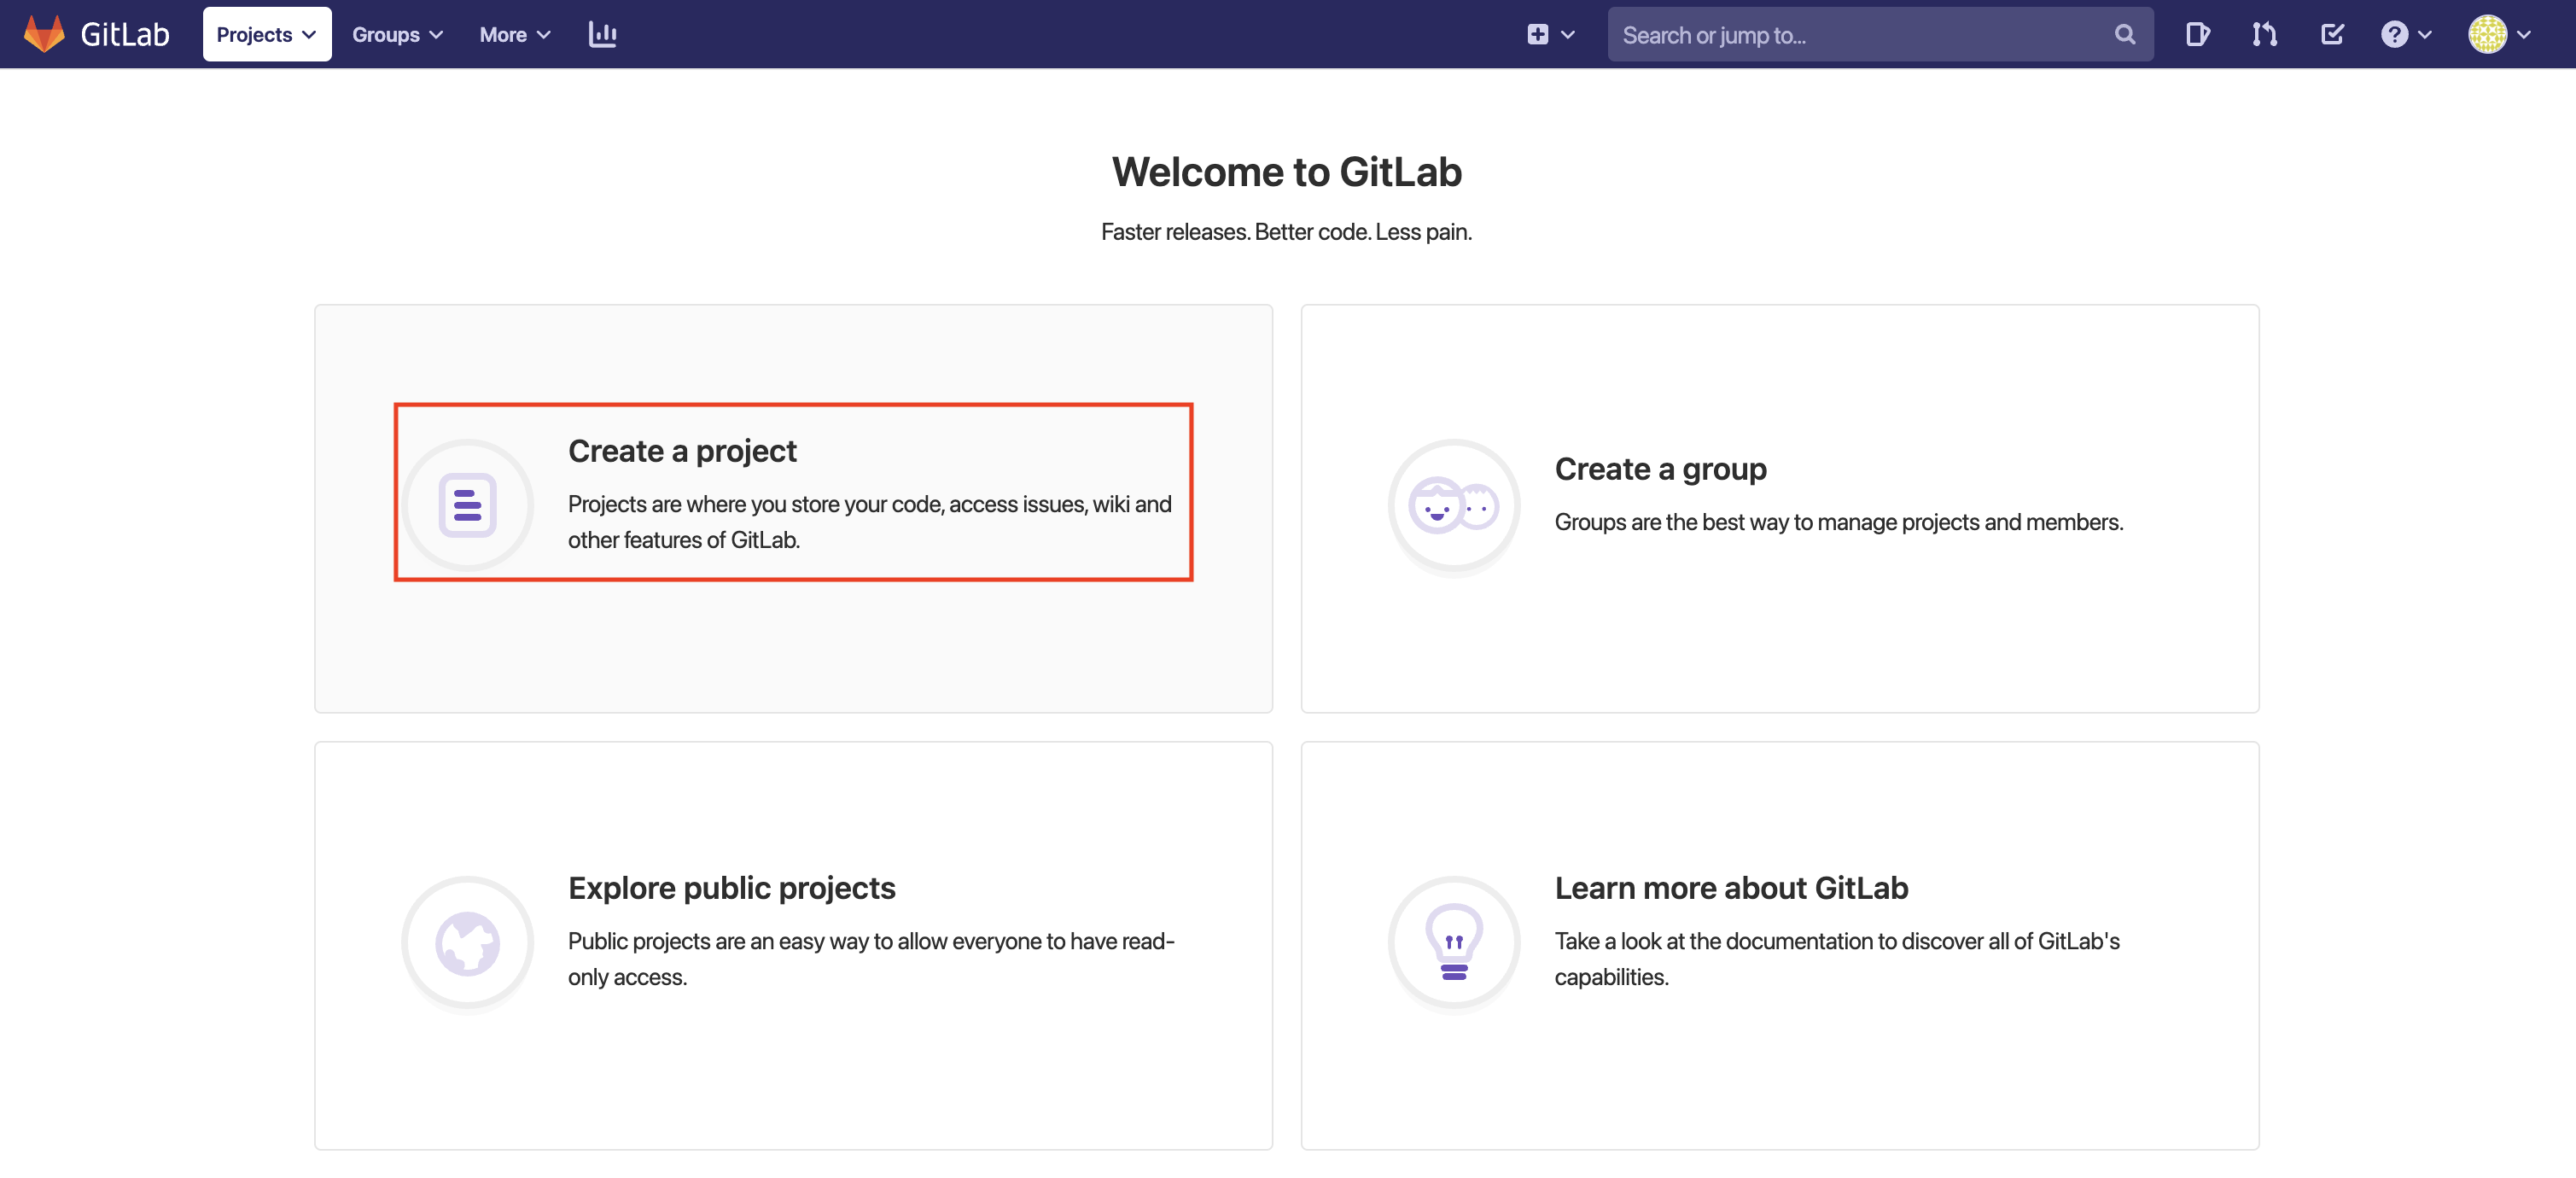 GitLab Projects Groups More Search or jump to...
Welcome to GitLab
Faster releases. Better code. Less pain.
Create a project
Projects are where you store your code, access issues, wiki and
other features of GitLab.
Create a group
Groups are the best way to manage projects and members.
Explore public projects
Public projects are an easy way to allow everyone to have read-
only access.
Learn more about GitLab
Take a look at the documentation to discover all of GitLab's
capabilities.